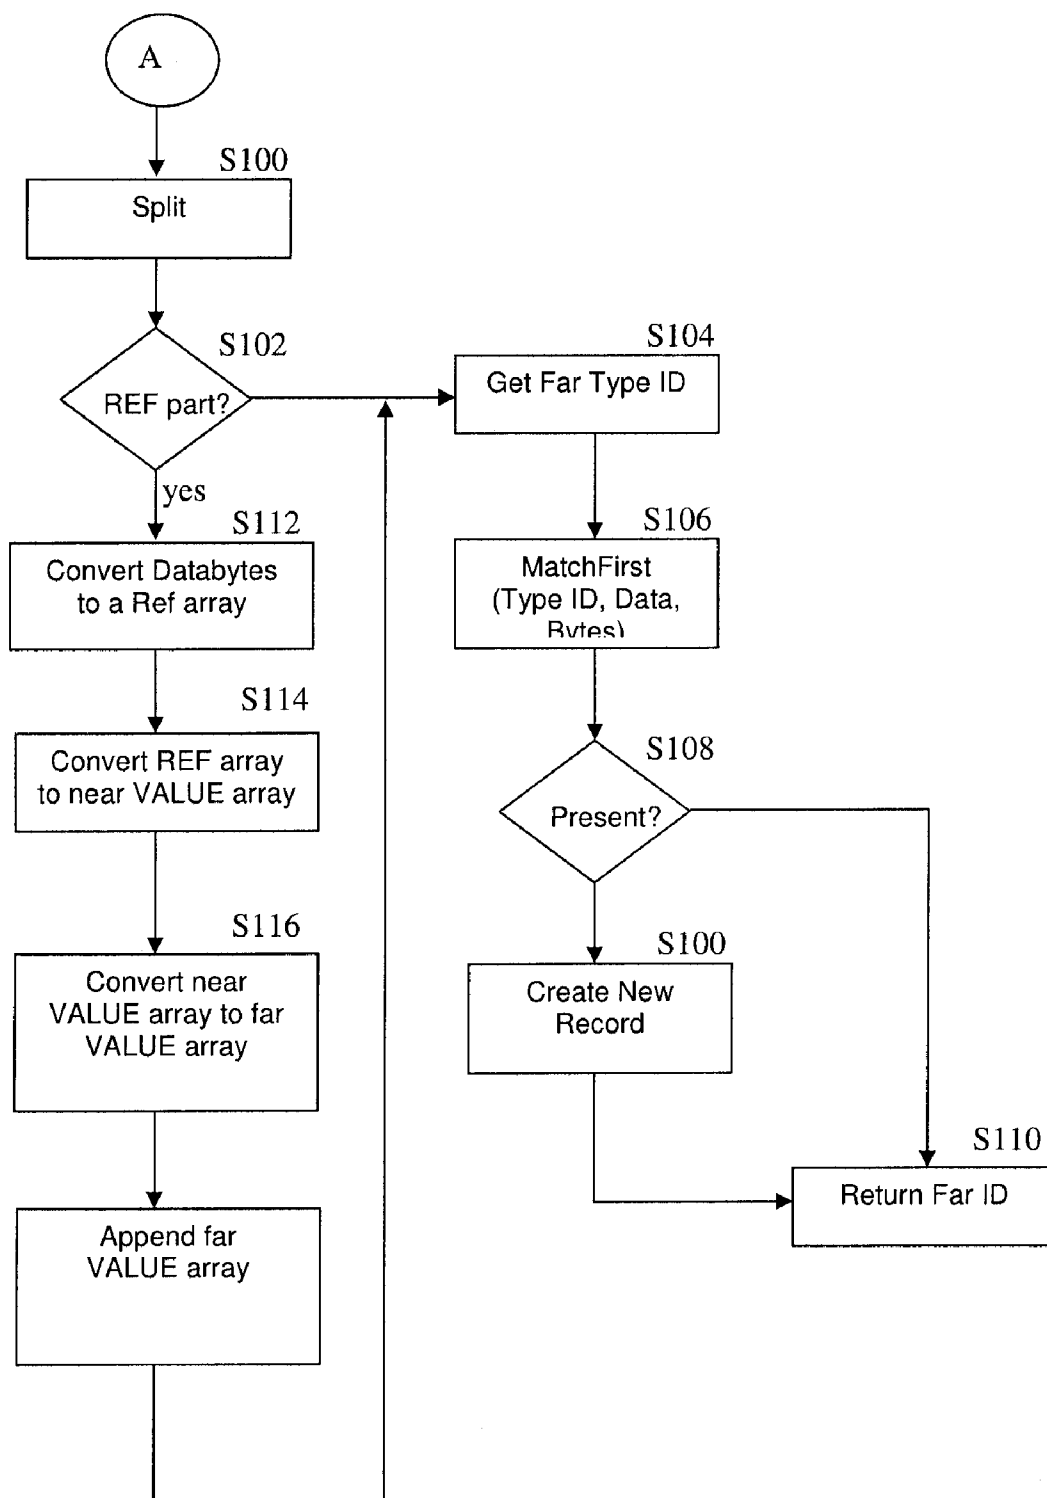 A
S100
Split
S102
REF part?
yes
S112
Convert Databytes
to a Ref array
S114
Convert REF array
to near VALUE array
S116
Convert near
VALUE array to far
VALUE array
Append far
VALUE array
S104
Get Far Type ID
S106
MatchFirst
(Type ID, Data,
Bytes)
S108
Present?
S100
Create New
Record
S110
Return Far ID